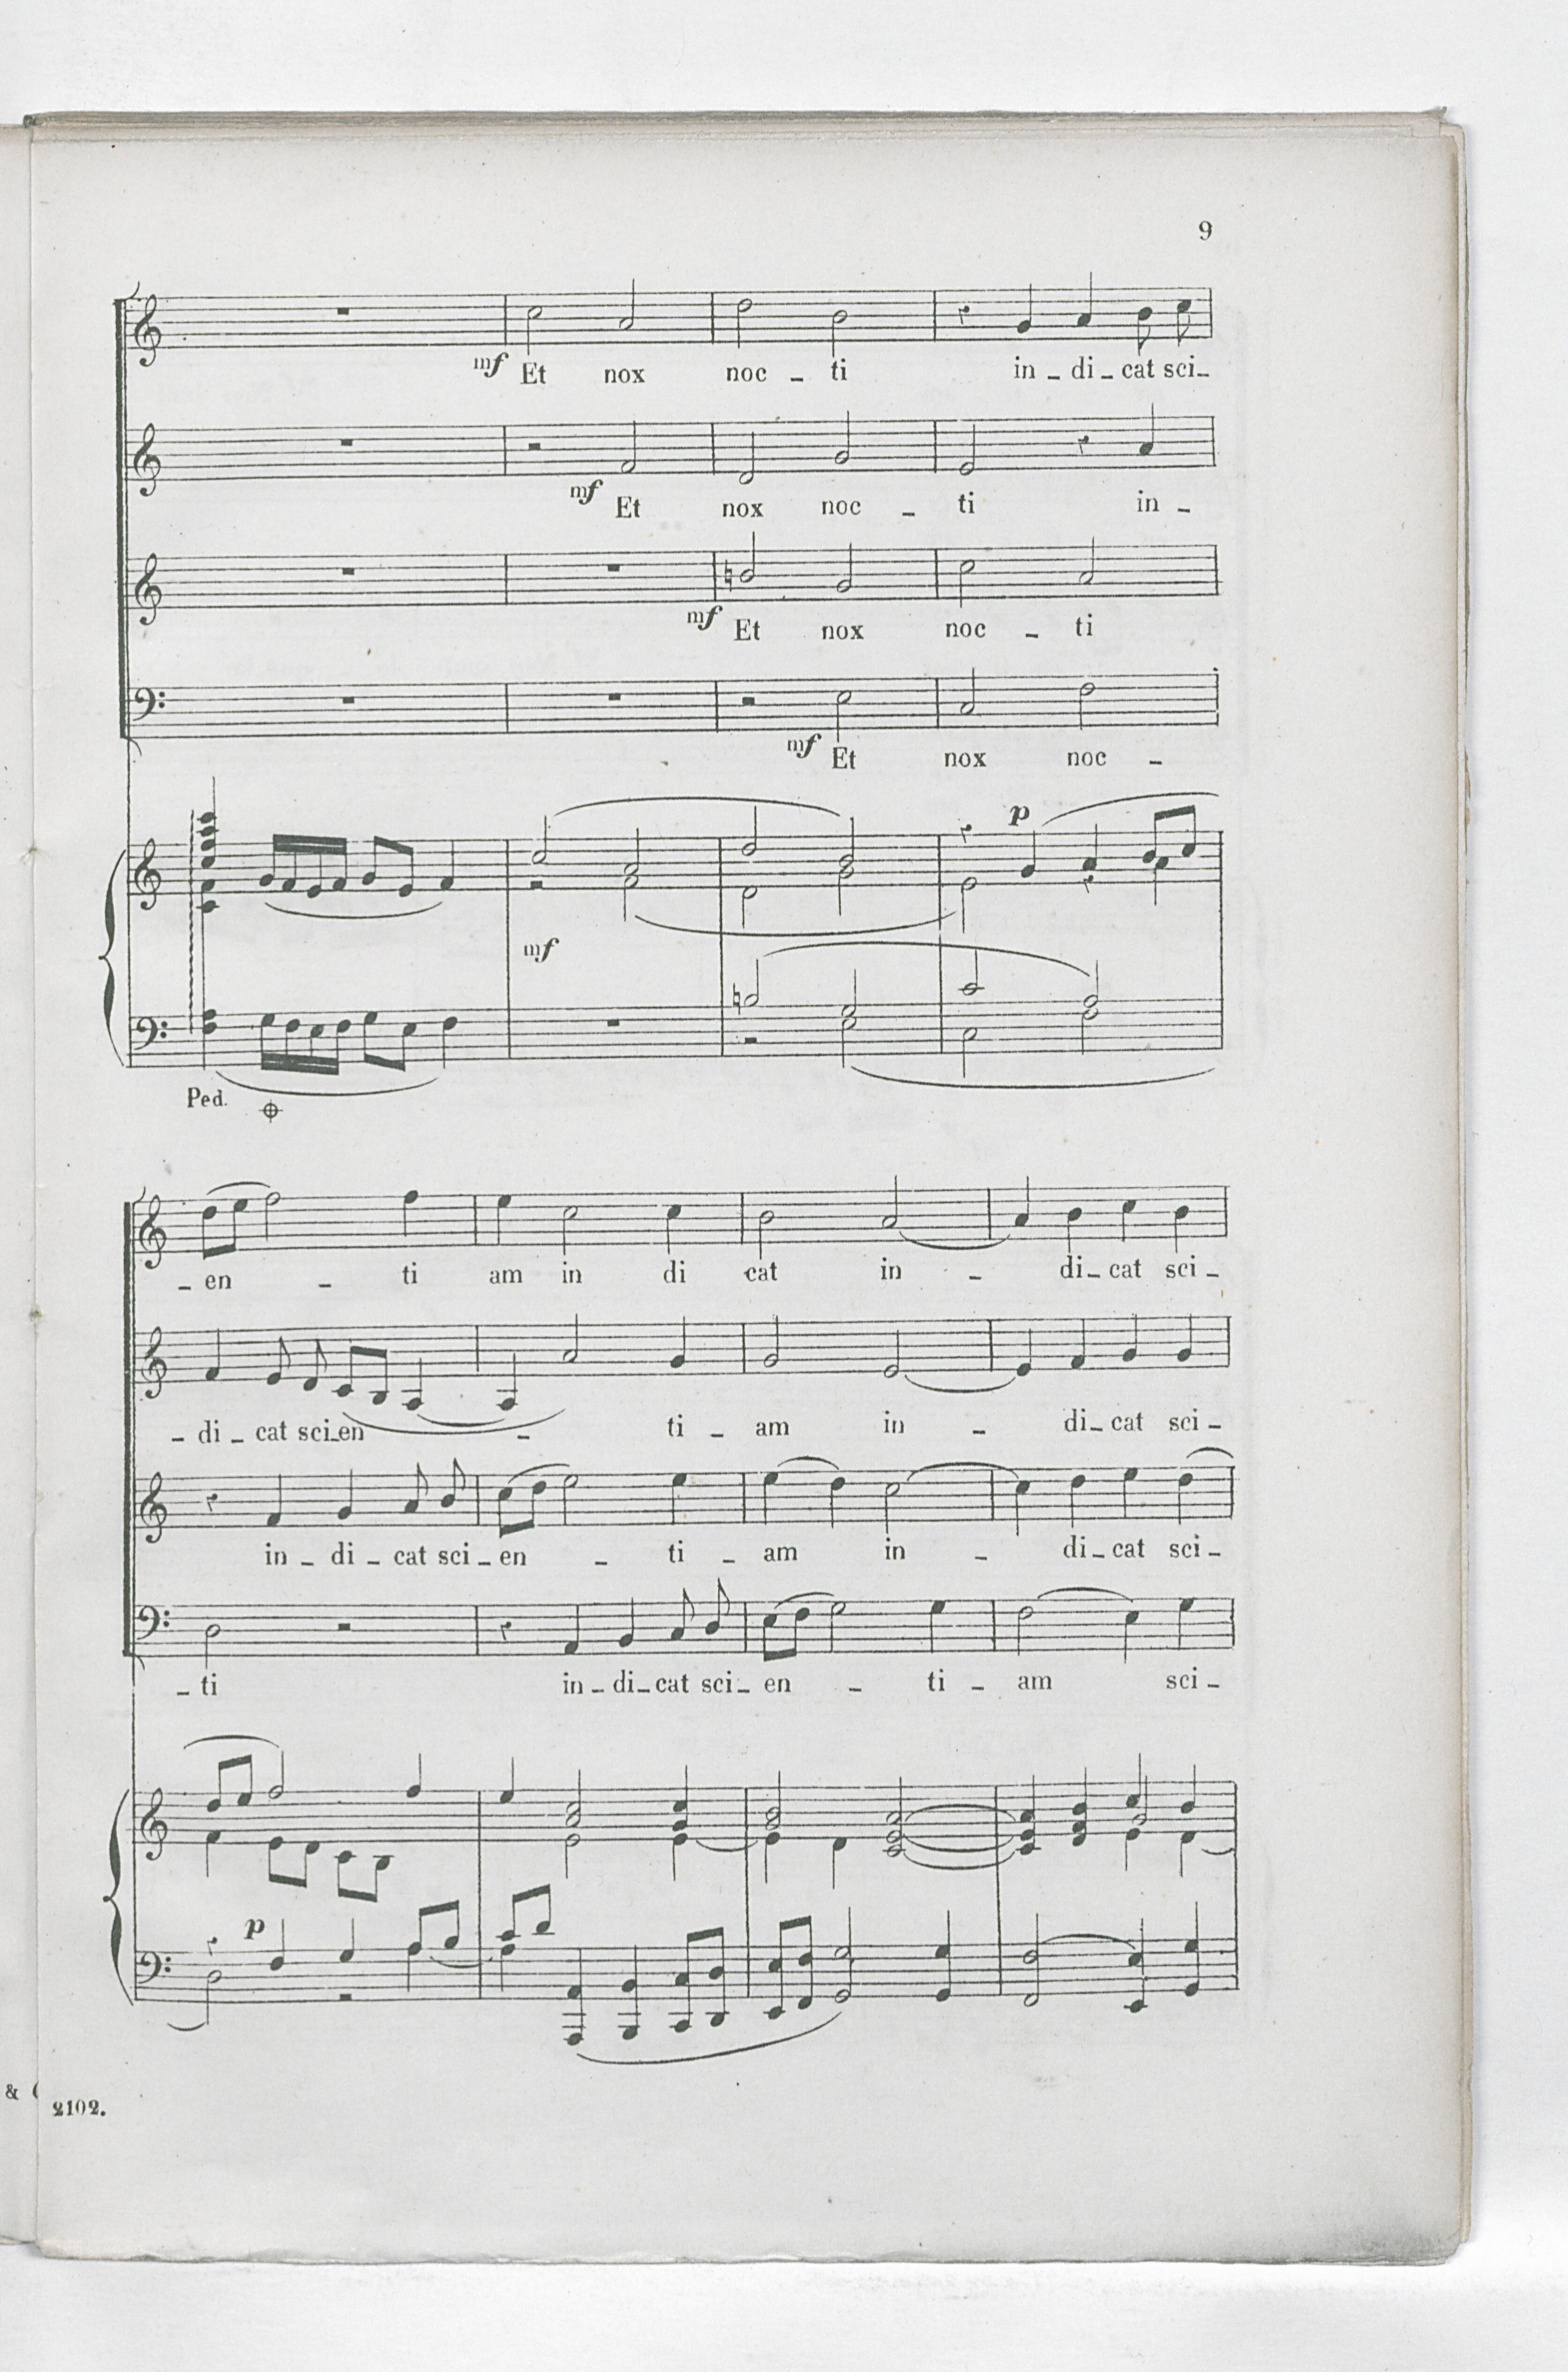 9
mf Et nox noc _ ti in _ di _ cat sci _
mf Et nox noc _ ti in _
mf Et nox noc _ ti
mf Et nox noc _
p
mf
Ped.
_ en _ ti am in di cat in _ di _ cat sci _
_ di _ cat sci _ en _ ti _ am in _ di _ cat sci _
in _ di _ cat sci _ en _ ti _ am in _ di _ cat sci _
_ ti in _ di _ cat sci _ en _ ti _ am sci _
p
&
2102.